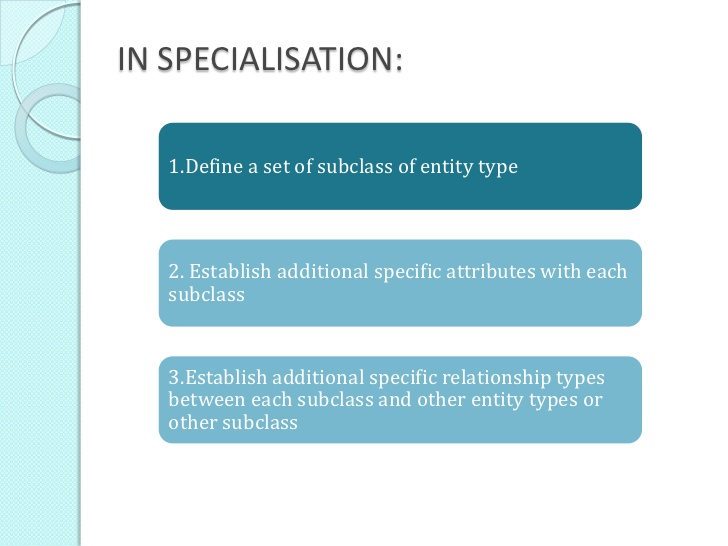 IN SPECIALISATION:
1.Define a set of subclass of entity type
2. Establish additional specific attributes with each
subclass
3.Establish additional specific relationship types
between each subclass and other entity types or
other subclass